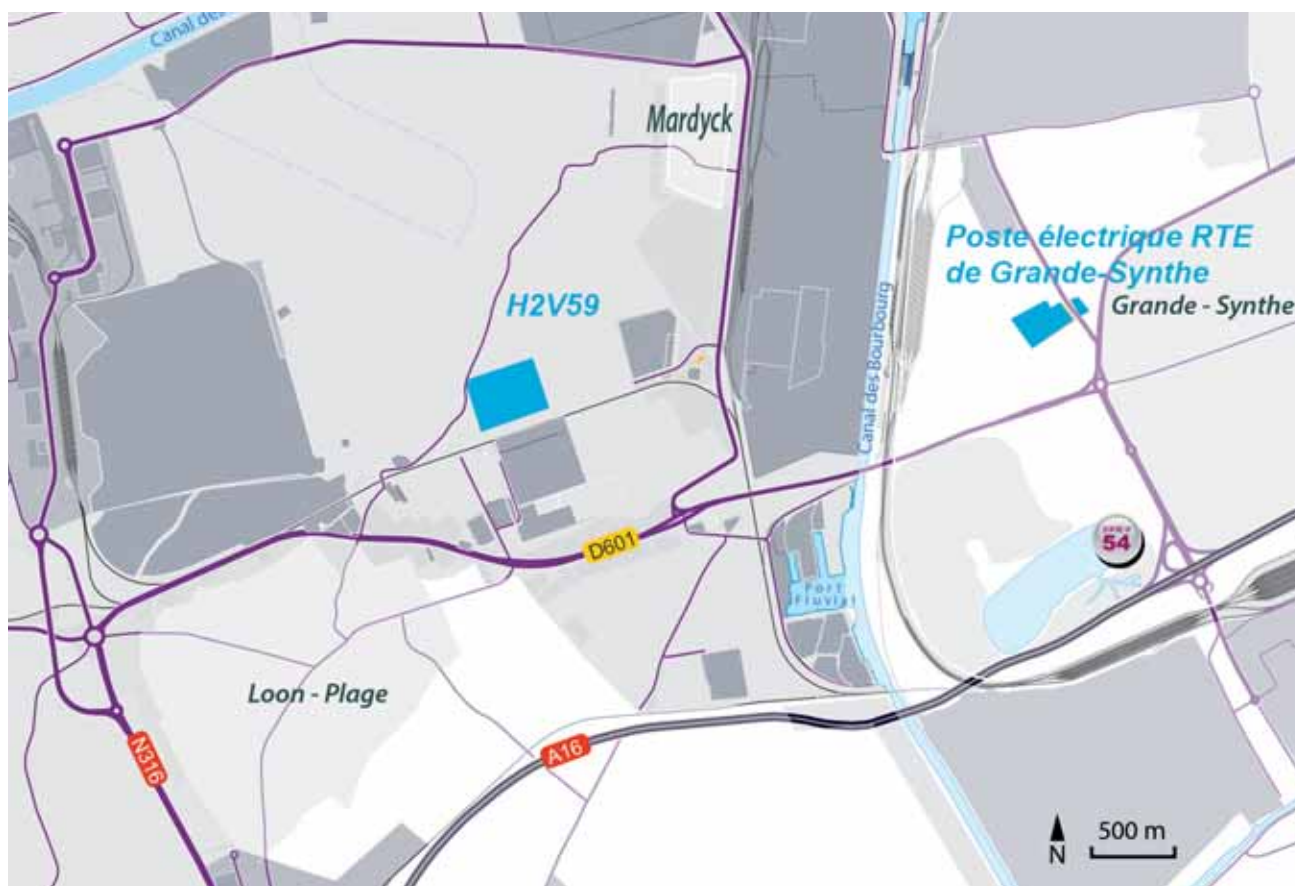 Canal des
Mardyck
Poste électrique RTE
de Grande-Synthe
Grande - Synthe
H2V59
Canal des Bourbourg
D601
54
Port
Fluvial
Loon - Plage
N316
A16
N
500 m